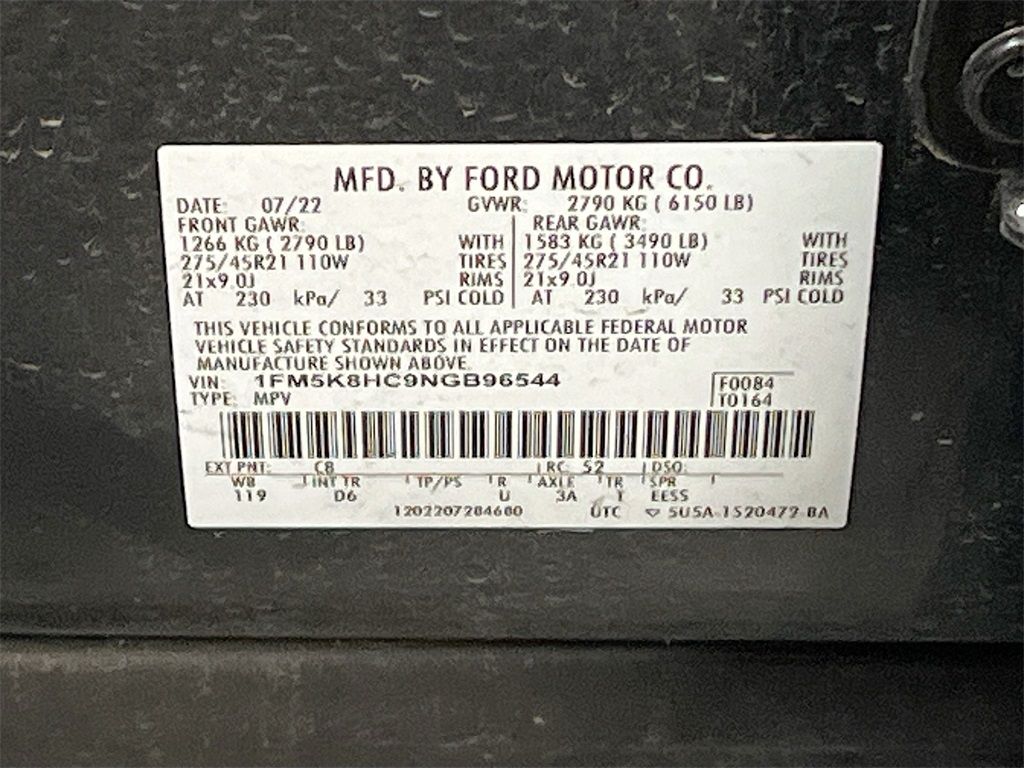 MFD. BY FORD MOTOR CO.
DATE: 07/22 GVWR: 2790 KG ( 6150 LB)
FRONT GAWR: REAR GAWR:
1266 KG ( 2790 LB) WITH 1583 KG ( 3490 LB) WITH
275/45R21 110W TIRES 275/45R21 110W TIRES
21x9.0J RIMS 21x9.0J RIMS
AT 230 kPa/ 33 PSI COLD AT 230 kPa/ 33 PSI COLD
THIS VEHICLE CONFORMS TO ALL APPLICABLE FEDERAL MOTOR
VEHICLE SAFETY STANDARDS IN EFFECT ON THE DATE OF
MANUFACTURE SHOWN ABOVE.
VIN: 1FM5K8HC9NGB96544 F0084
TYPE: MPV T0164
EXT PNT: C8 RC: 52 DSO:
WB INT TR TP/PS R AXLE TR SPR
119 D6 U 3A T EESS
1202207284680 UTC ▽ 5U5A-1520472-BA